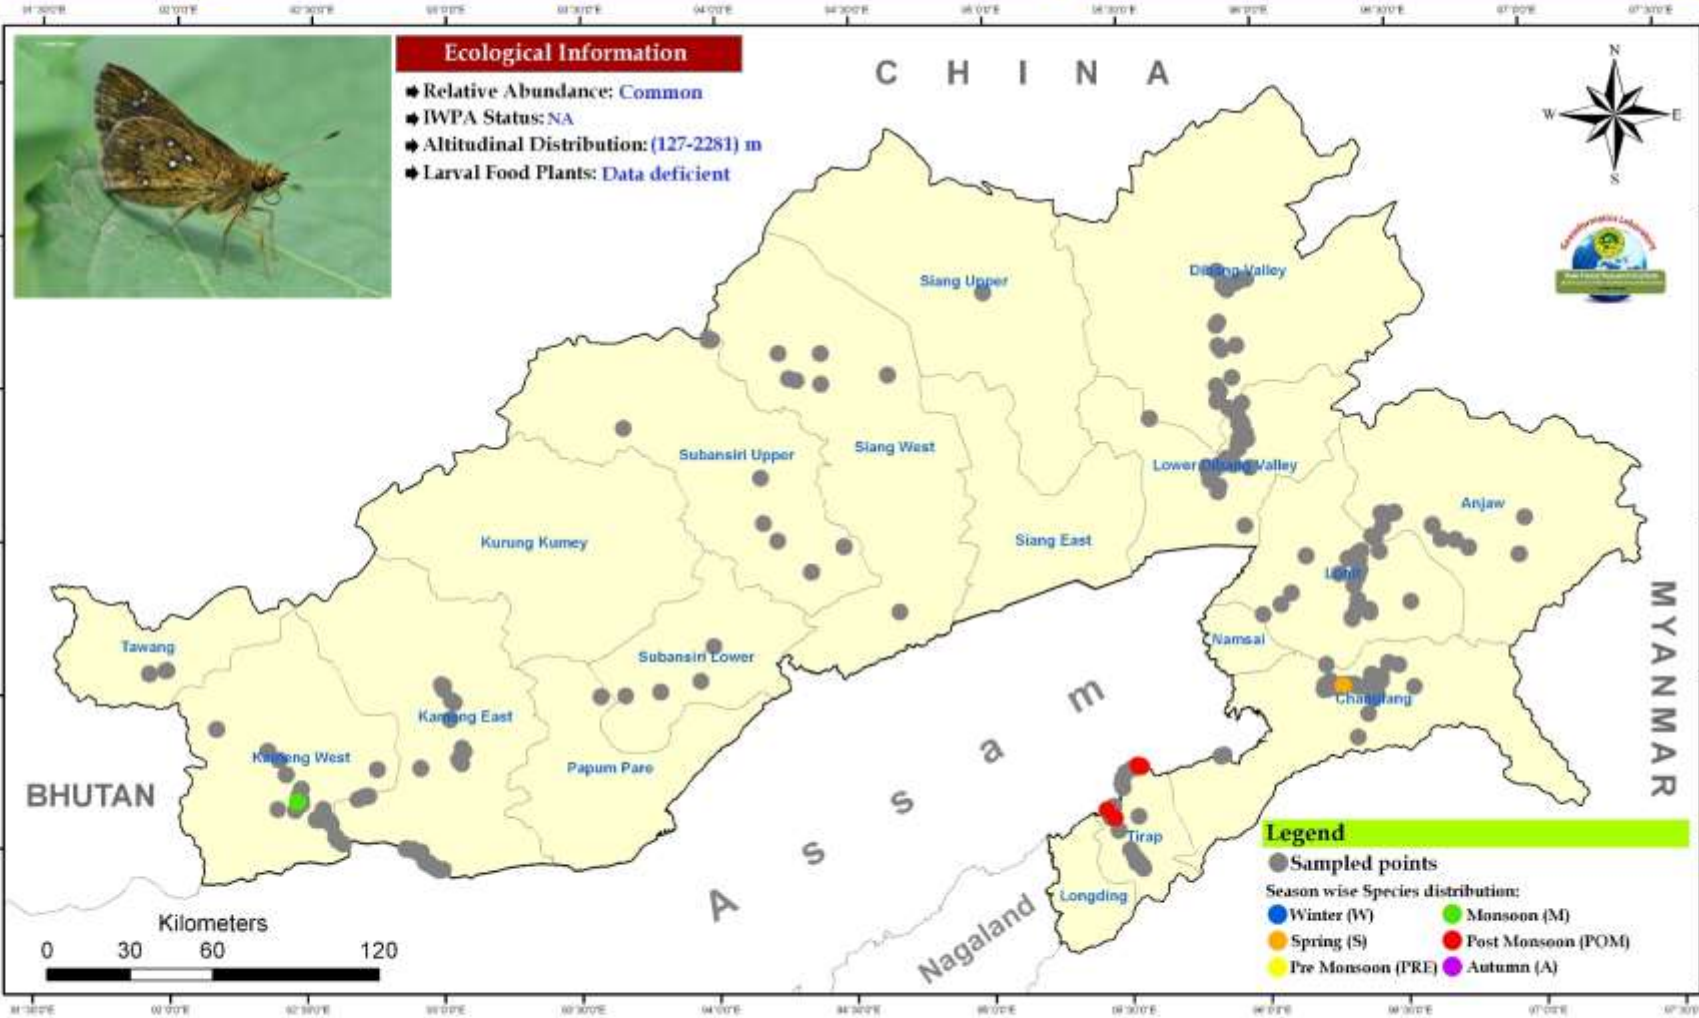 Ecological Information
Relative Abundance: Common
IWPA Status: NA
Altitudinal Distribution: (127-2281) m
Larval Food Plants: Data deficient
C H I N A
N
W
E
S
Siang Upper
Dibang Valley
Subansiri Upper
Siang West
Lower Dibang Valley
Anjaw
Kurung Kumey
Siang East
Lohit
Tawang
Subansiri Lower
Namsai
MYANMAR
Kameng East
Changlang
Kameng West
Papum Pare
BHUTAN
A s s a m
Tirap
Longding
Nagaland
Kilometers
0 30 60 120
Legend
Sampled points
Season wise Species distribution:
Winter (W)
Monsoon (M)
Spring (S)
Post Monsoon (POM)
Pre Monsoon (PRE)
Autumn (A)